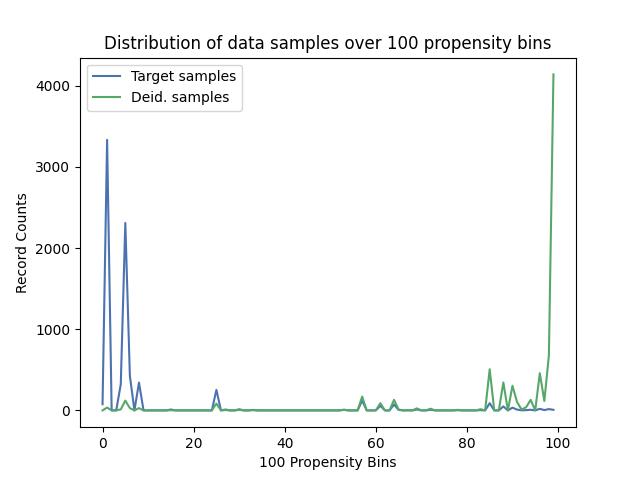 Distribution of data samples over 100 propensity bins
Target samples
Deid. samples
4000
3000
2000
1000
0
Record Counts
0 20 40 60 80 100
100 Propensity Bins